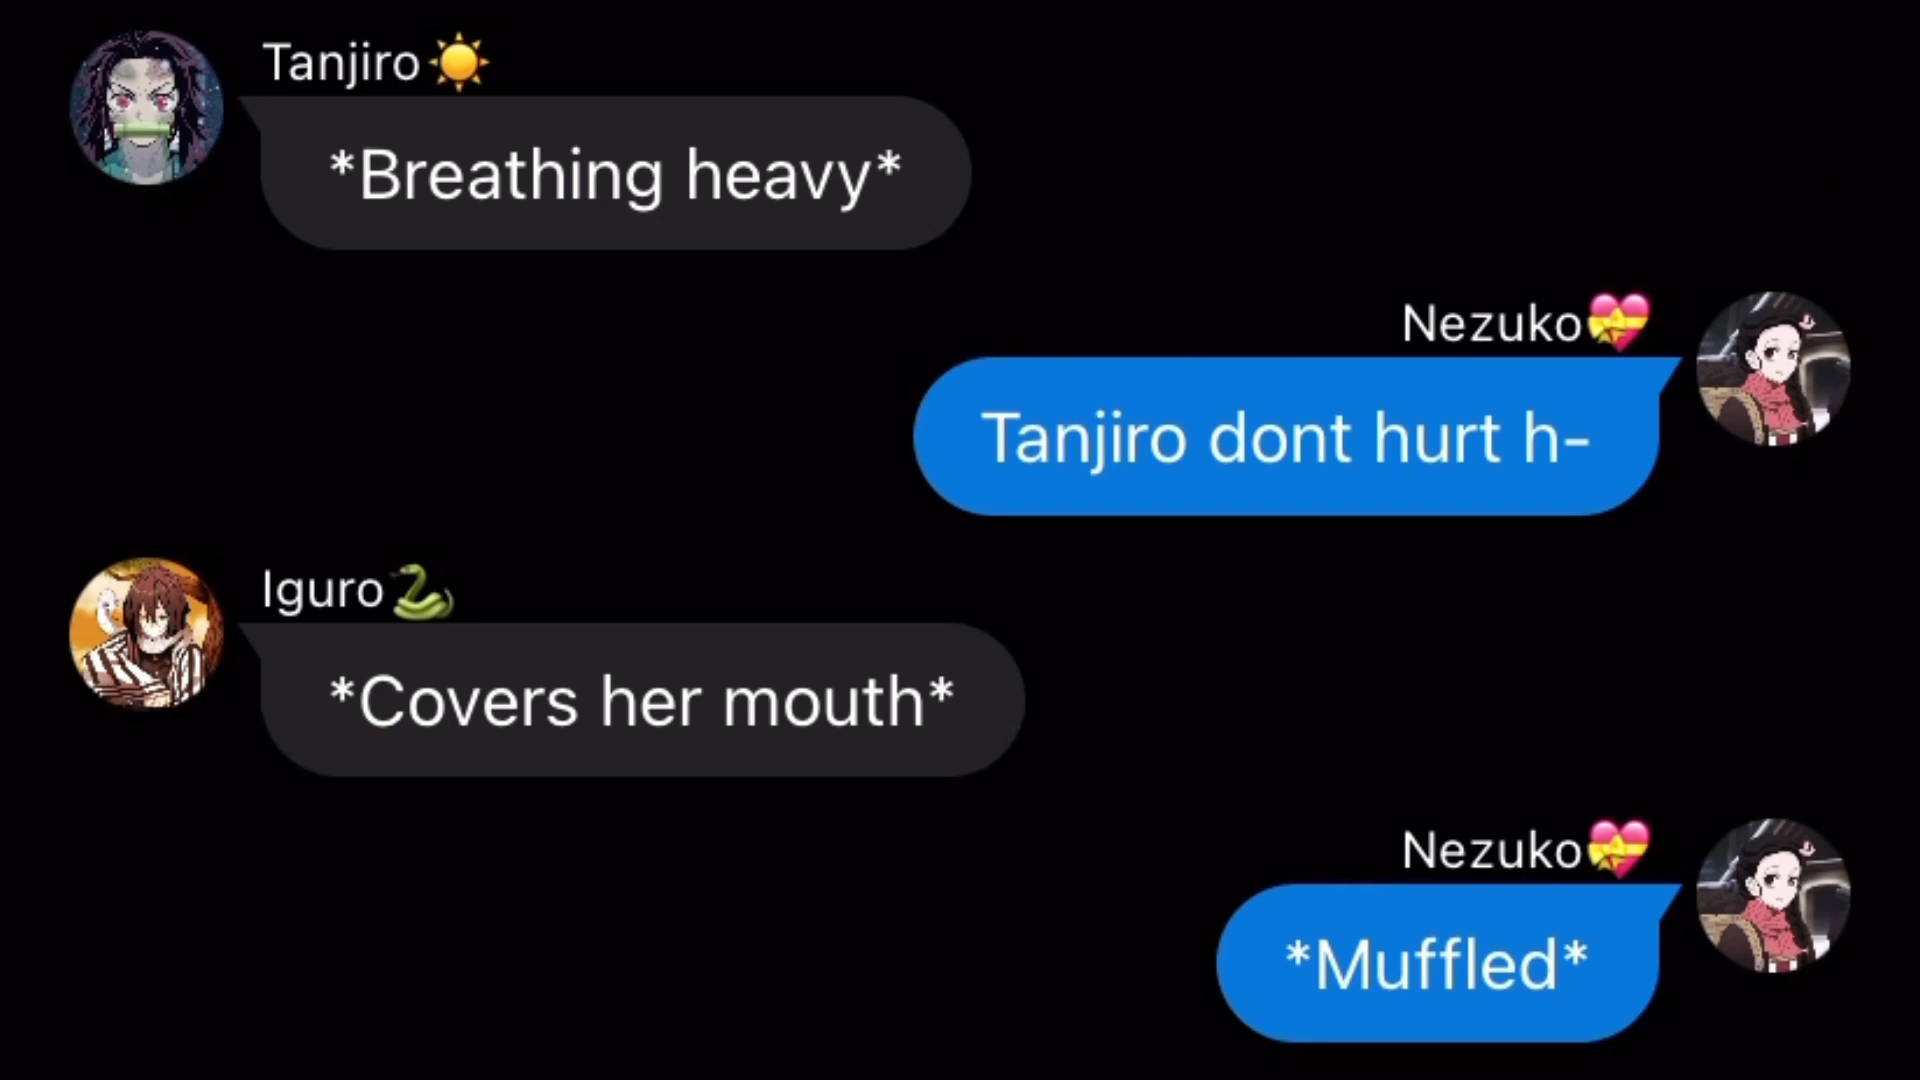 Tanjiro☀️
*Breathing heavy*
Nezuko💝
Tanjiro dont hurt h-
Iguro🐍
*Covers her mouth*
Nezuko💝
*Muffled*